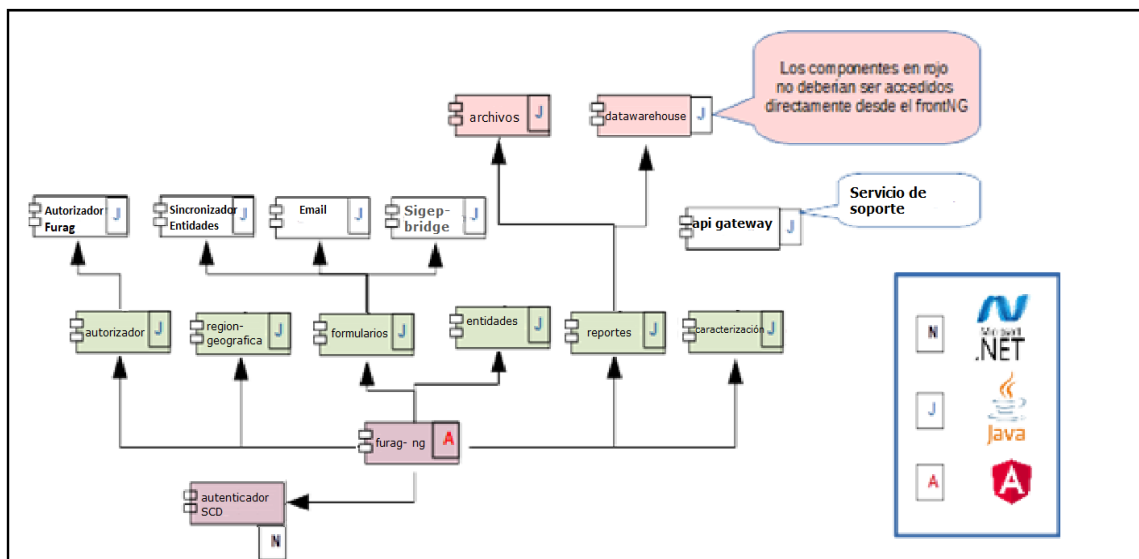 Los componentes en rojo
no deberian ser accedidos
directamente desde el frontNG
archivos
J
datawarehouse
J
Autorizador
Furag
J
Sincronizador
Entidades
J
Email
J
Sigep-
bridge
J
Servicio de
soporte
api gateway
J
autorizador
J
region-
geografica
J
formularios
J
entidades
J
reportes
J
caracterización
J
furag- ng
A
autenticador
SCD
N
N
Microsoft
.NET
J
Java
A
A